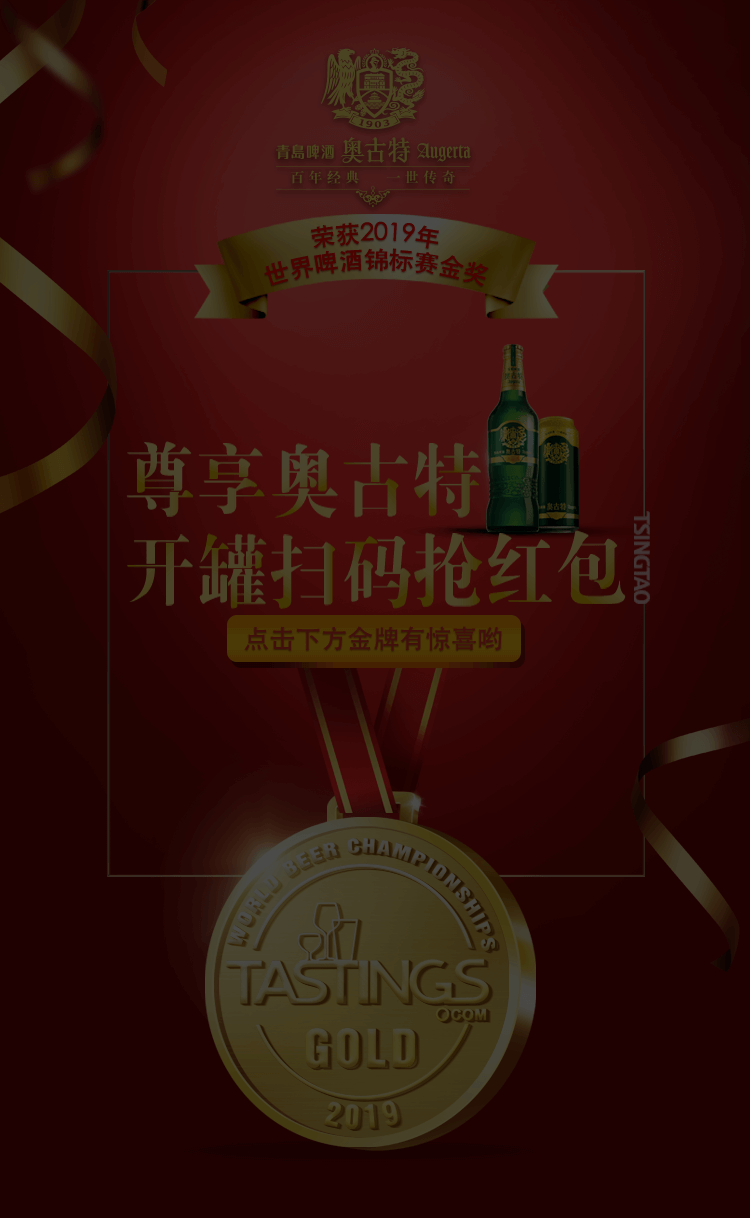 1903
青島啤酒 奥古特 Augerta
百年经典 一世传奇
荣获2019年
世界啤酒锦标赛金奖
尊享奥古特
开罐扫码抢红包
TSINGTAO
点击下方金牌有惊喜哟
WORLD BEER CHAMPIONSHIPS
TASTINGS
COM
GOLD
2019